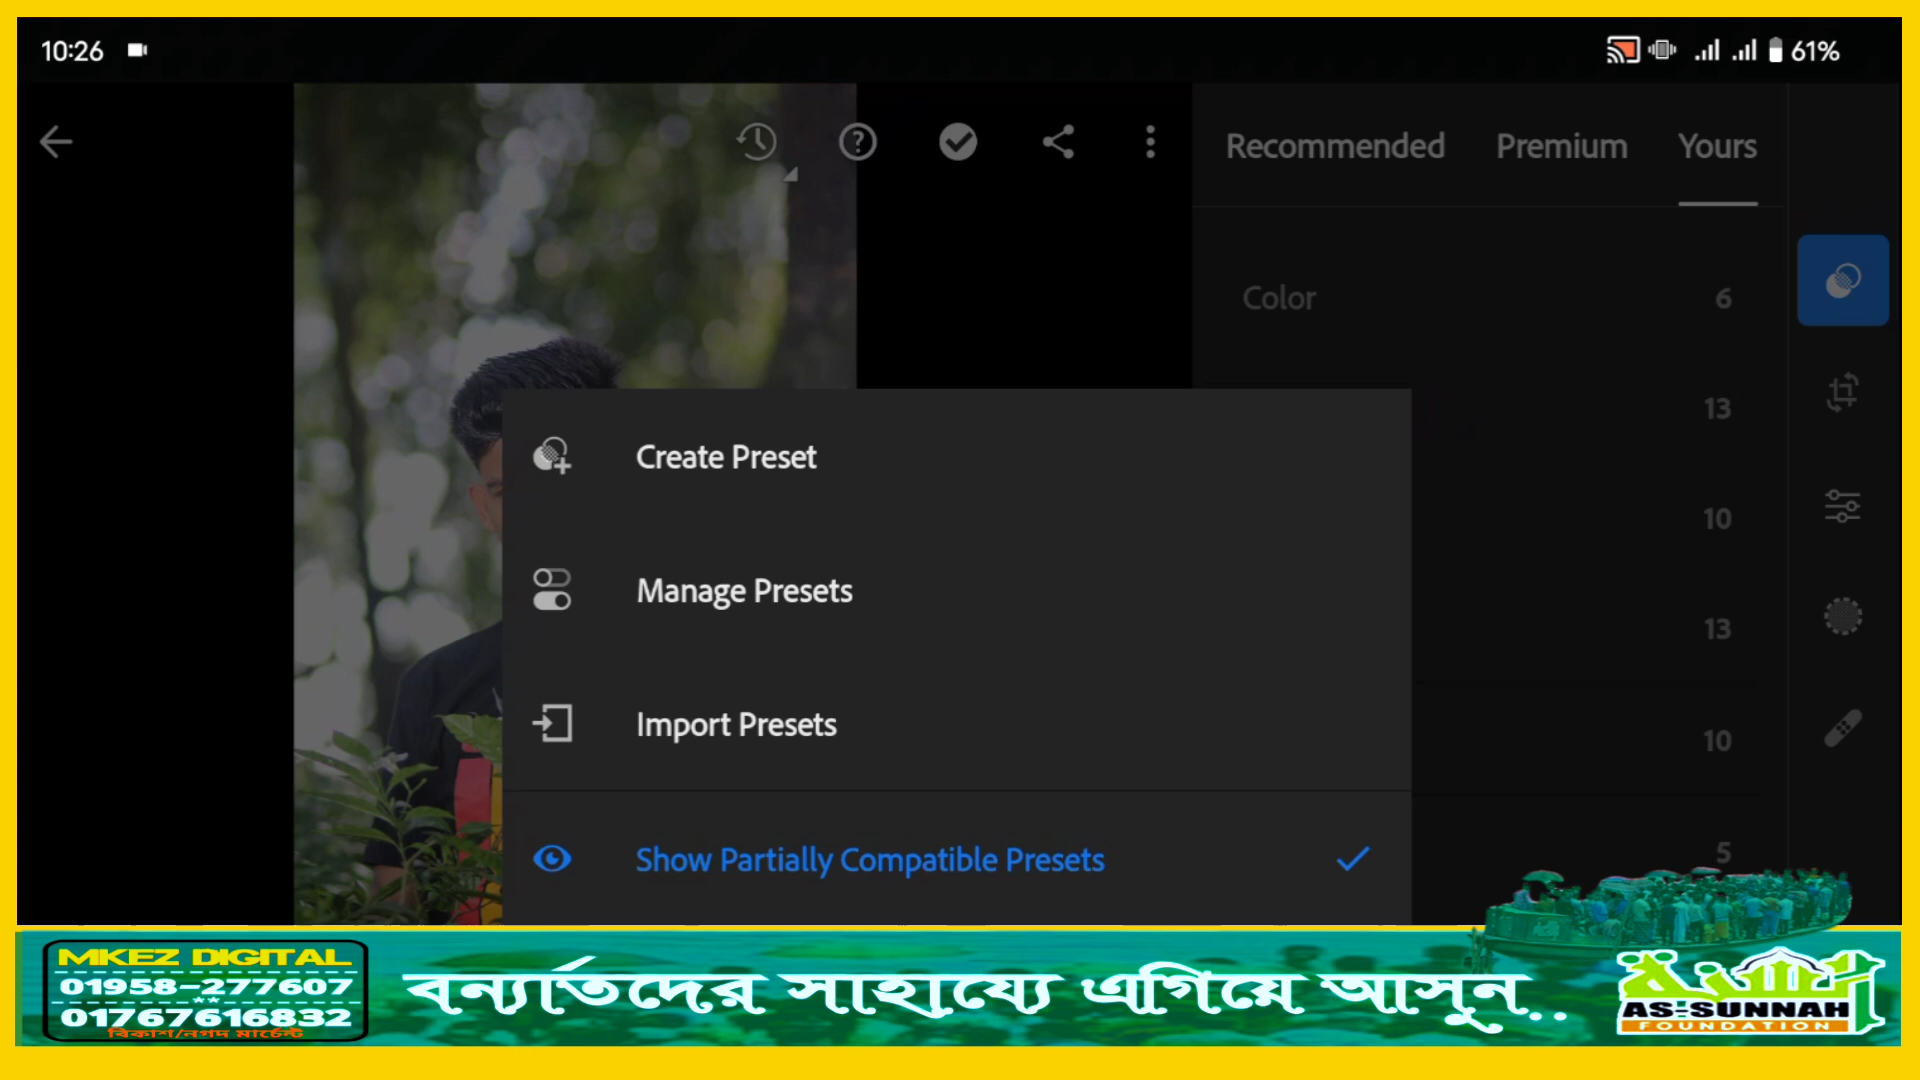 10:26
61%
Recommended Premium Yours
Color 6
13
10
13
10
5
Create Preset
Manage Presets
Import Presets
Show Partially Compatible Presets
MKEZ DIGITAL
01958-277607
**
01767616832
বিকাশ/নগদ মার্চেন্ট
বন্যার্তদের সাহায্যে এগিয়ে আসুন..
AS-SUNNAH
FOUNDATION